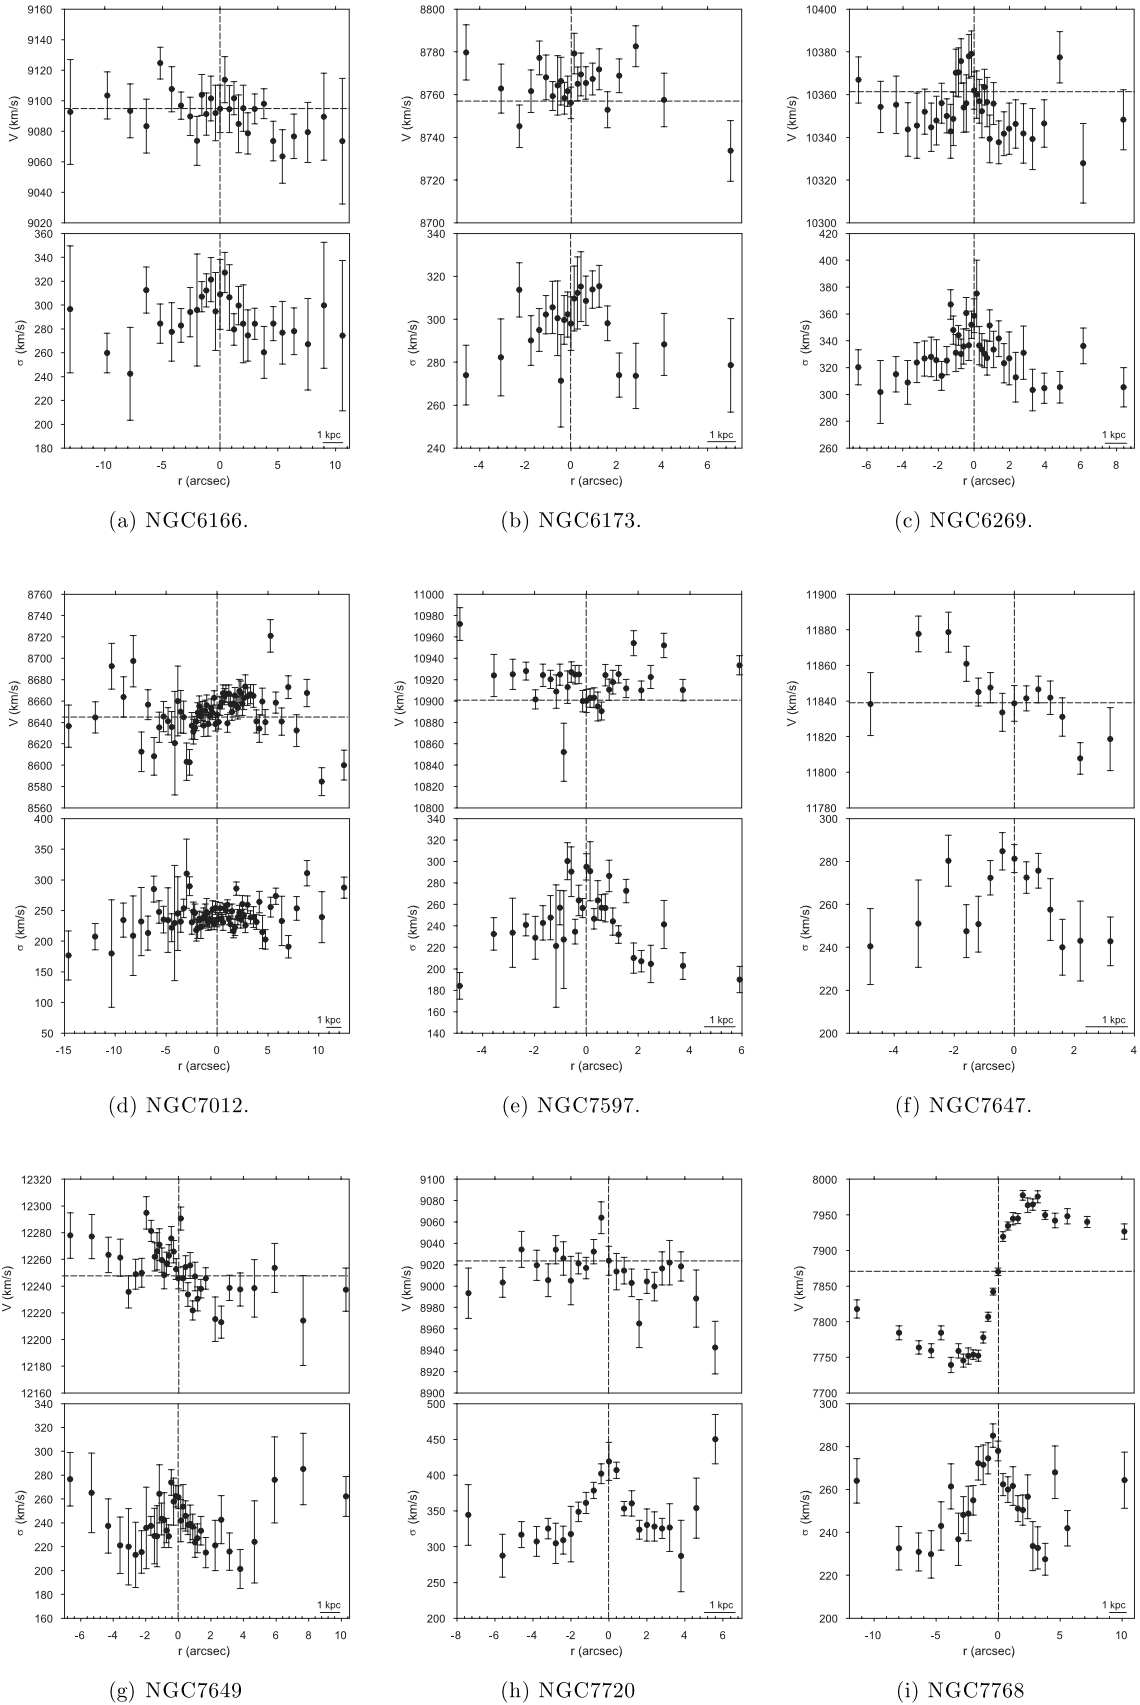 9160 8800 10400
9140 8780 10380
9120
9100 8760 10360
9080 8740 10340
9060
9040 8720 10320
9020 8700 10300
V (km/s) V (km/s) V (km/s)
360 340 420
340 400
320 320 380
300 360
280 300 340
260 280 320
240
220 260 300
200 280
180 240 260
σ (km/s) σ (km/s) σ (km/s)
1 kpc 1 kpc 1 kpc
-10 -5 0 5 10 -4 -2 0 2 4 6 -6 -4 -2 0 2 4 6 8
r (arcsec) r (arcsec) r (arcsec)
(a) NGC6166. (b) NGC6173. (c) NGC6269.
8760 11000 11900
8740 10980
8720 10960 11880
8700 10940
8680 10920 11860
8660 10900 11840
8640 10880
8620 10860 11820
8600 10840 11800
8580 10820
8560 10800 11780
V (km/s) V (km/s) V (km/s)
400 340 300
350 320
300 300 280
280
250 260 260
240
200 220 240
150 200
100 180 220
160
50 140 200
σ (km/s) σ (km/s) σ (km/s)
1 kpc 1 kpc 1 kpc
-15 -10 -5 0 5 10 -4 -2 0 2 4 6 -4 -2 0 2 4
r (arcsec) r (arcsec) r (arcsec)
(d) NGC7012. (e) NGC7597. (f) NGC7647.
12320 9100 8000
12300 9080
12280 9060 7950
9040
12260 9020 7900
12240 9000 7850
12220 8980
12200 8960 7800
8940
12180 8920 7750
12160 8900 7700
V (km/s) V (km/s) V (km/s)
340 500 300
320
300 450 280
280 400
260 260
240 350
220 300 240
200 220
180 250
160 200 200
σ (km/s) σ (km/s) σ (km/s)
1 kpc 1 kpc 1 kpc
-6 -4 -2 0 2 4 6 8 10 -8 -6 -4 -2 0 2 4 6 -10 -5 0 5 10
r (arcsec) r (arcsec) r (arcsec)
(g) NGC7649 (h) NGC7720 (i) NGC7768